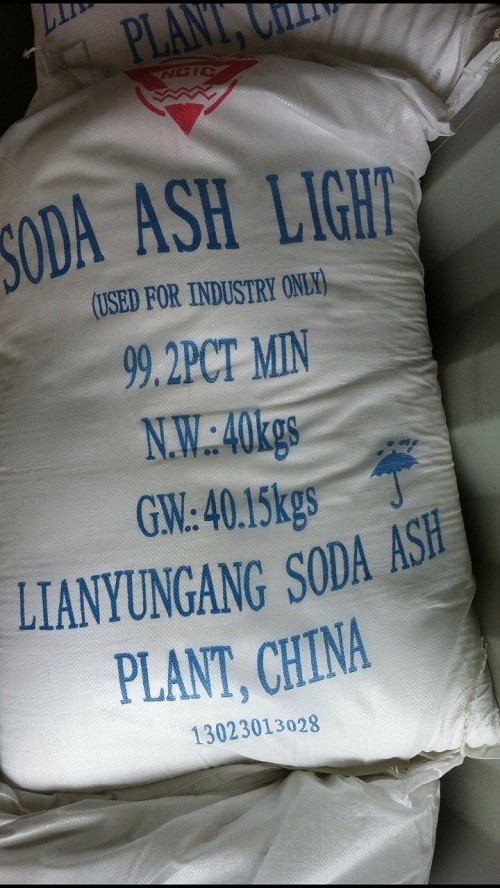 PLANT, CHINA
NCIC
SODA ASH LIGHT
(USED FOR INDUSTRY ONLY)
99.2PCT MIN
N.W.: 40kgs
G.W.: 40.15kgs
LIANYUNGANG SODA ASH
PLANT, CHINA
13023013028